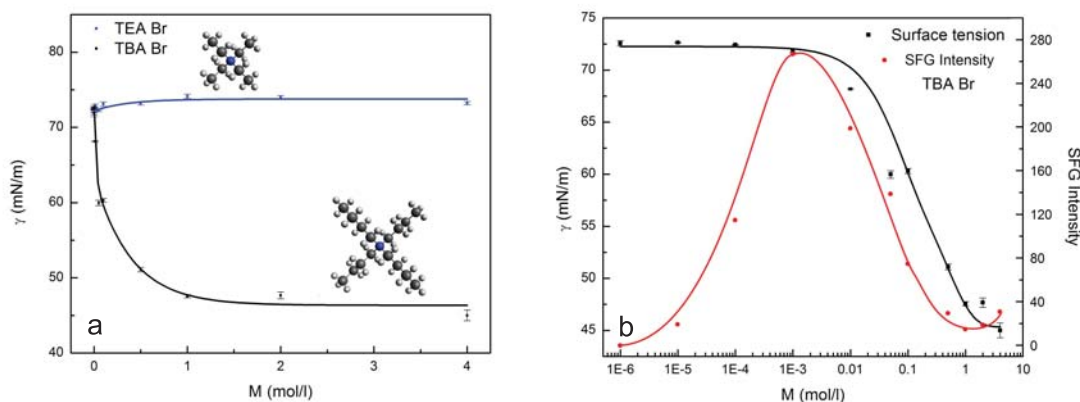 TEA Br
TBA Br
80
70
60
50
40
γ (mN/m)
0
1
2
3
4
M (mol/l)
a
Surface tension
SFG Intensity
TBA Br
75
70
65
60
55
50
45
γ (mN/m)
280
240
200
160
120
80
40
0
SFG Intensity
1E-6
1E-5
1E-4
1E-3
0.01
0.1
1
10
M (mol/l)
b